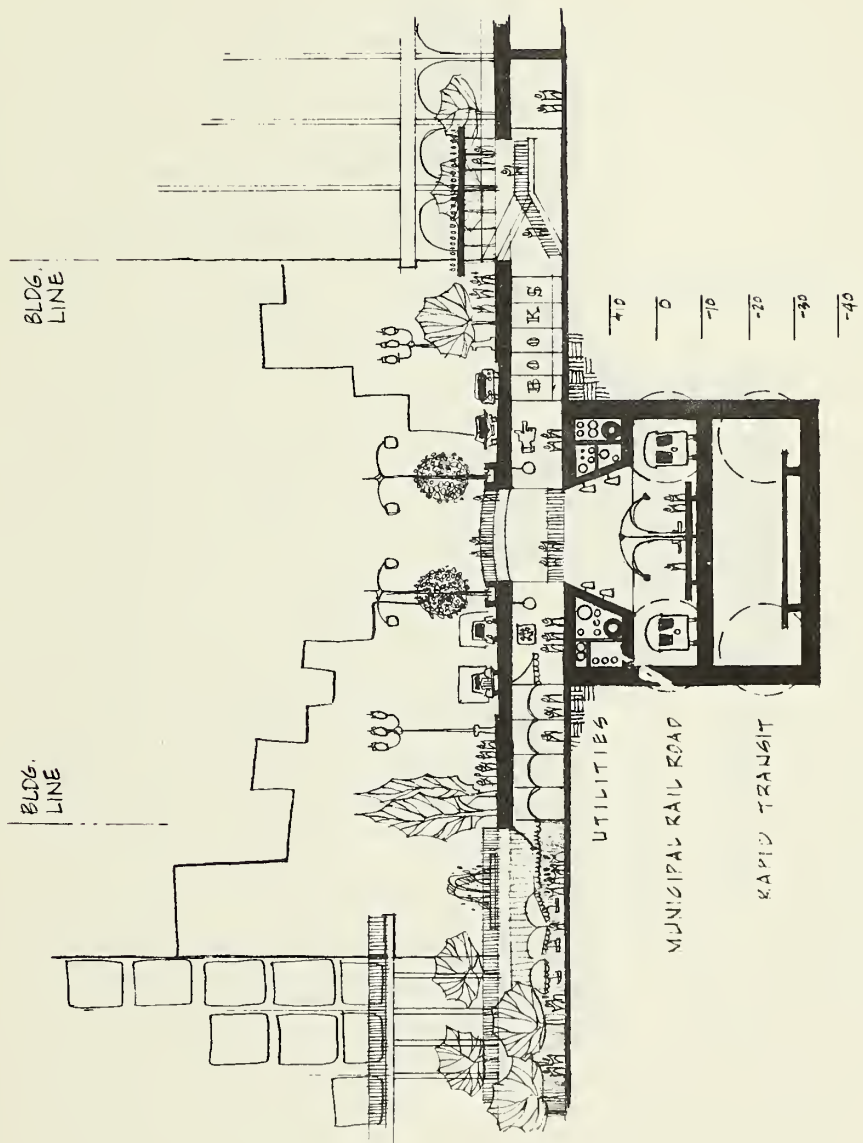 BLDG.
LINE
BLDG.
LINE
BOOKS
UTILITIES
MUNICIPAL RAIL ROAD
RAPID TRANSIT
+10
0
-10
-20
-30
-40